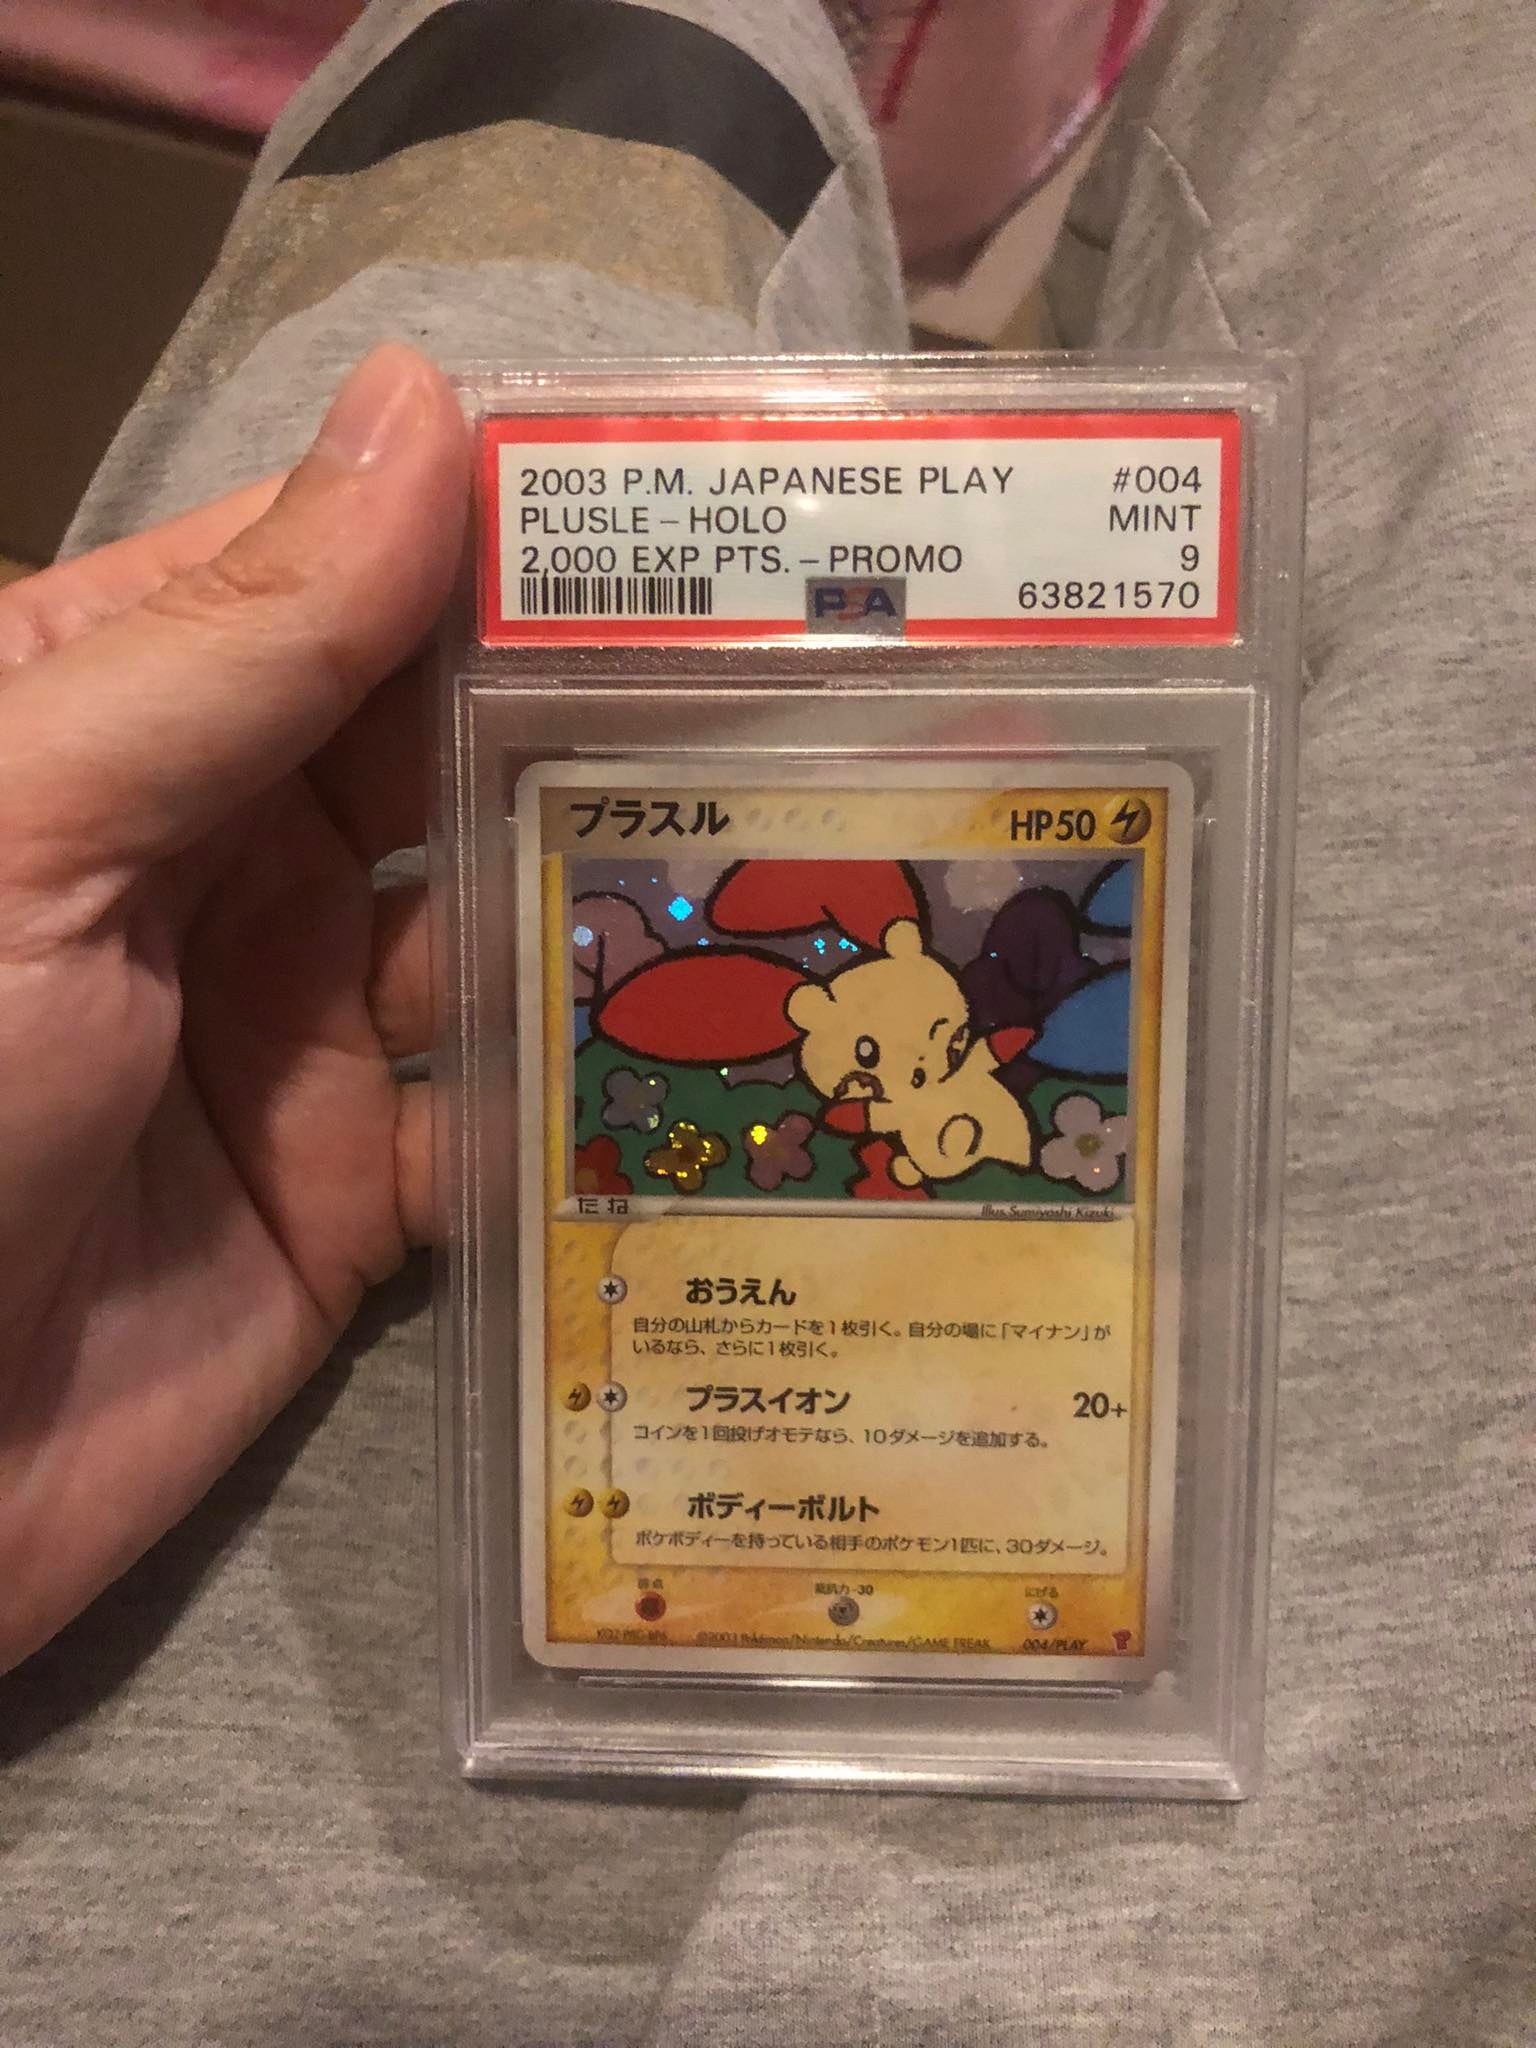 2003 P.M. JAPANESE PLAY #004
PLUSLE - HOLO MINT
2,000 EXP PTS. - PROMO 9
PSA 63821570
プラスル HP50
たね Illus. Sumiyoshi Kizuki
おうえん
自分の山札からカードを1枚引く。自分の場に「マイナン」が
いるなら、さらに1枚引く。
プラスイオン 20+
コインを1回投げオモテなら、10ダメージを追加する。
ボディーボルト
ポケボディーを持っている相手のポケモン1匹に、30ダメージ。
弱点 抵抗力 -30 にげる
©2003 Pokémon/Nintendo/Creatures/GAME FREAK 004/PLAY